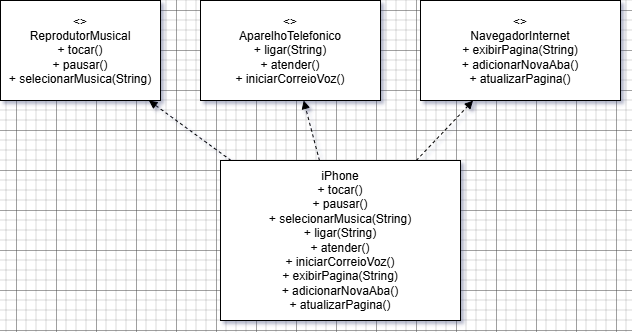 <>
ReprodutorMusical
+ tocar()
+ pausar()
+ selecionarMusica(String)
<>
AparelhoTelefonico
+ ligar(String)
+ atender()
+ iniciarCorreioVoz()
<>
NavegadorInternet
+ exibirPagina(String)
+ adicionarNovaAba()
+ atualizarPagina()
iPhone
+ tocar()
+ pausar()
+ selecionarMusica(String)
+ ligar(String)
+ atender()
+ iniciarCorreioVoz()
+ exibirPagina(String)
+ adicionarNovaAba()
+ atualizarPagina()